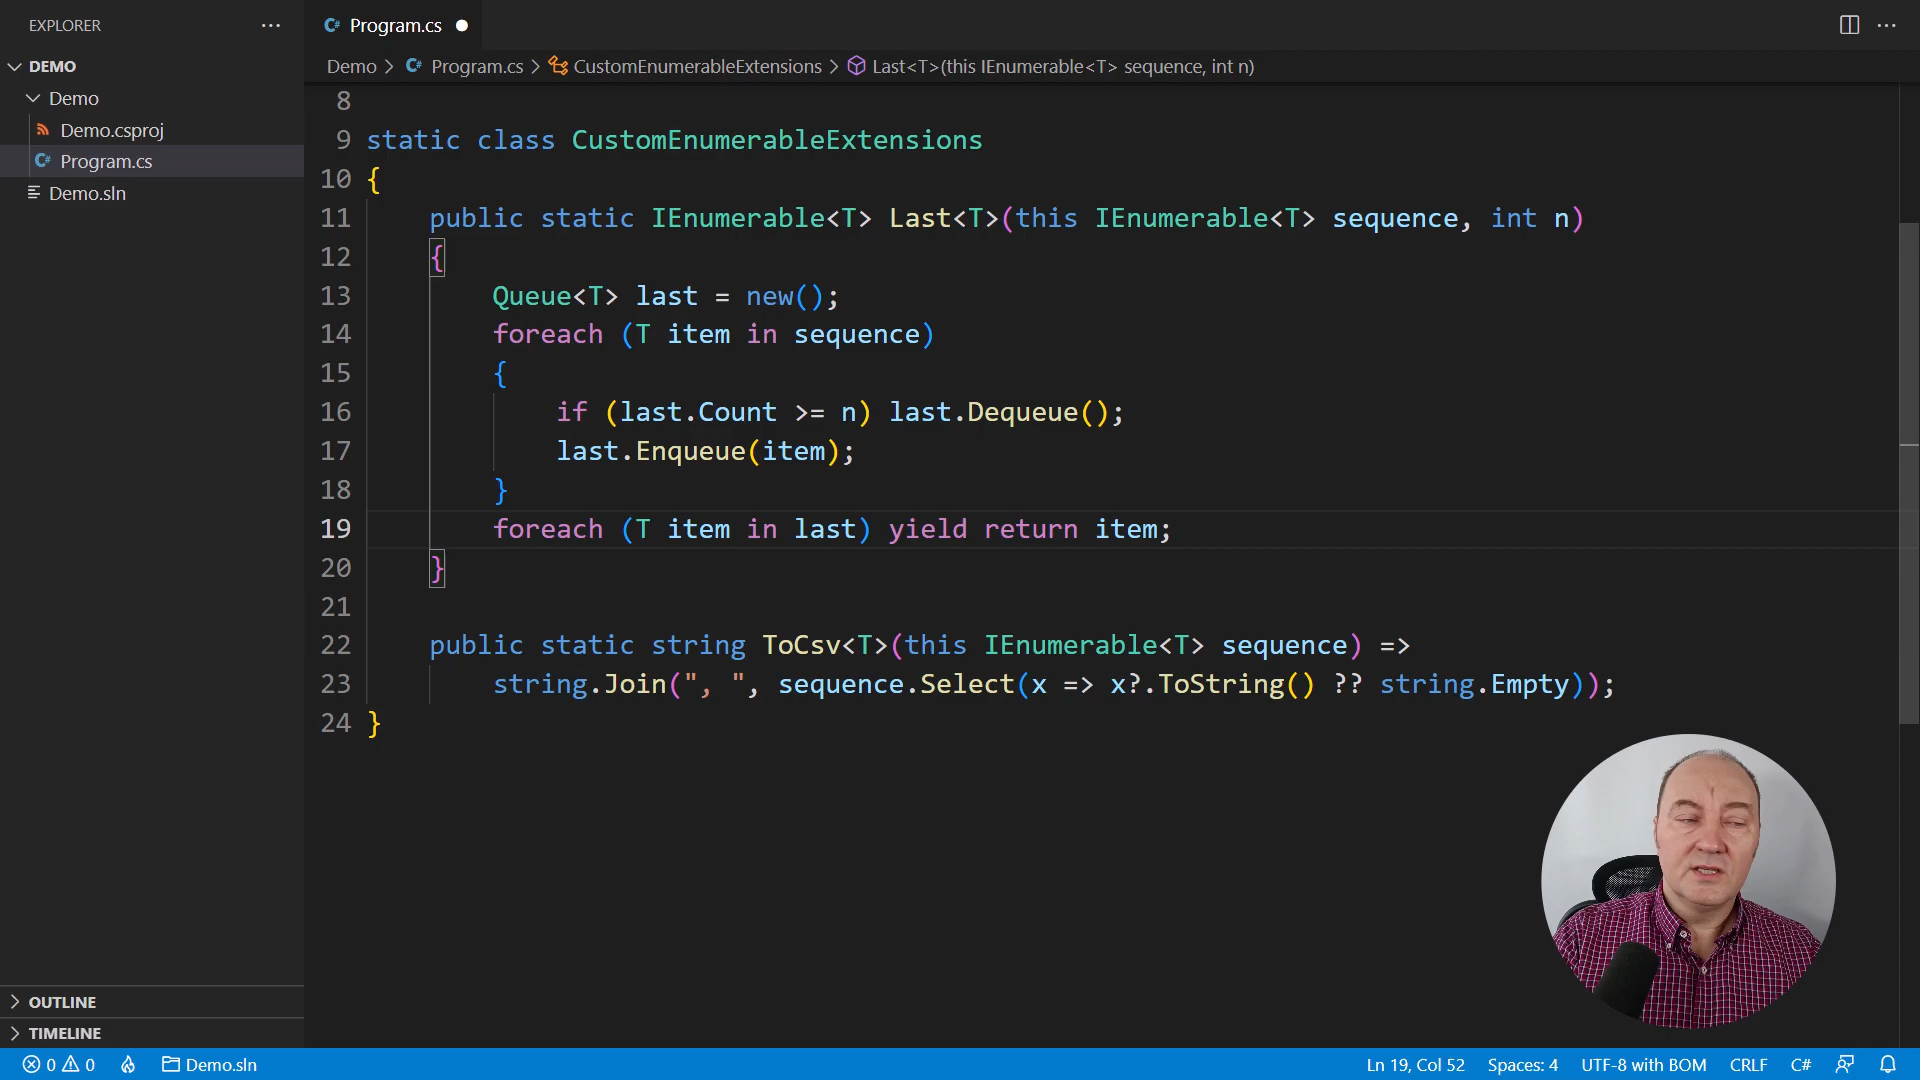 EXPLORER
DEMO
Demo
Demo.csproj
C# Program.cs
Demo.sln
OUTLINE
TIMELINE
C# Program.cs
Demo > C# Program.cs > CustomEnumerableExtensions > Last<T>(this IEnumerable<T> sequence, int n)
8
9 static class CustomEnumerableExtensions
10 {
11 public static IEnumerable<T> Last<T>(this IEnumerable<T> sequence, int n)
12 {
13 Queue<T> last = new();
14 foreach (T item in sequence)
15 {
16 if (last.Count >= n) last.Dequeue();
17 last.Enqueue(item);
18 }
19 foreach (T item in last) yield return item;
20 }
21
22 public static string ToCsv<T>(this IEnumerable<T> sequence) =>
23 string.Join(", ", sequence.Select(x => x?.ToString() ?? string.Empty));
24 }
0 0 Demo.sln Ln 19, Col 52 Spaces: 4 UTF-8 with BOM CRLF C#